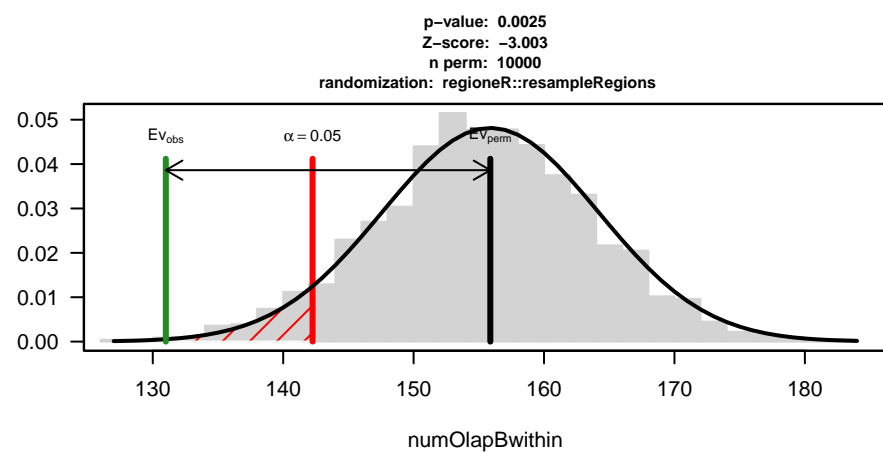 p−value: 0.0025
Z−score: −3.003
n perm: 10000
randomization: regioneR::resampleRegions
0.05
0.04
0.03
0.02
0.01
0.00
Evobs
α = 0.05
Evperm
130 140 150 160 170 180
numOlapBwithin